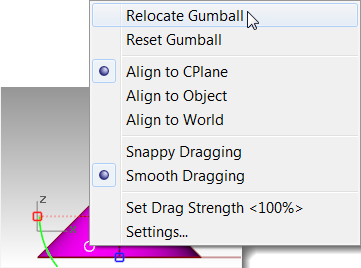 Relocate Gumball
Reset Gumball
Align to CPlane
Align to Object
Align to World
Snappy Dragging
Smooth Dragging
Set Drag Strength <100%>
Settings...
z
x